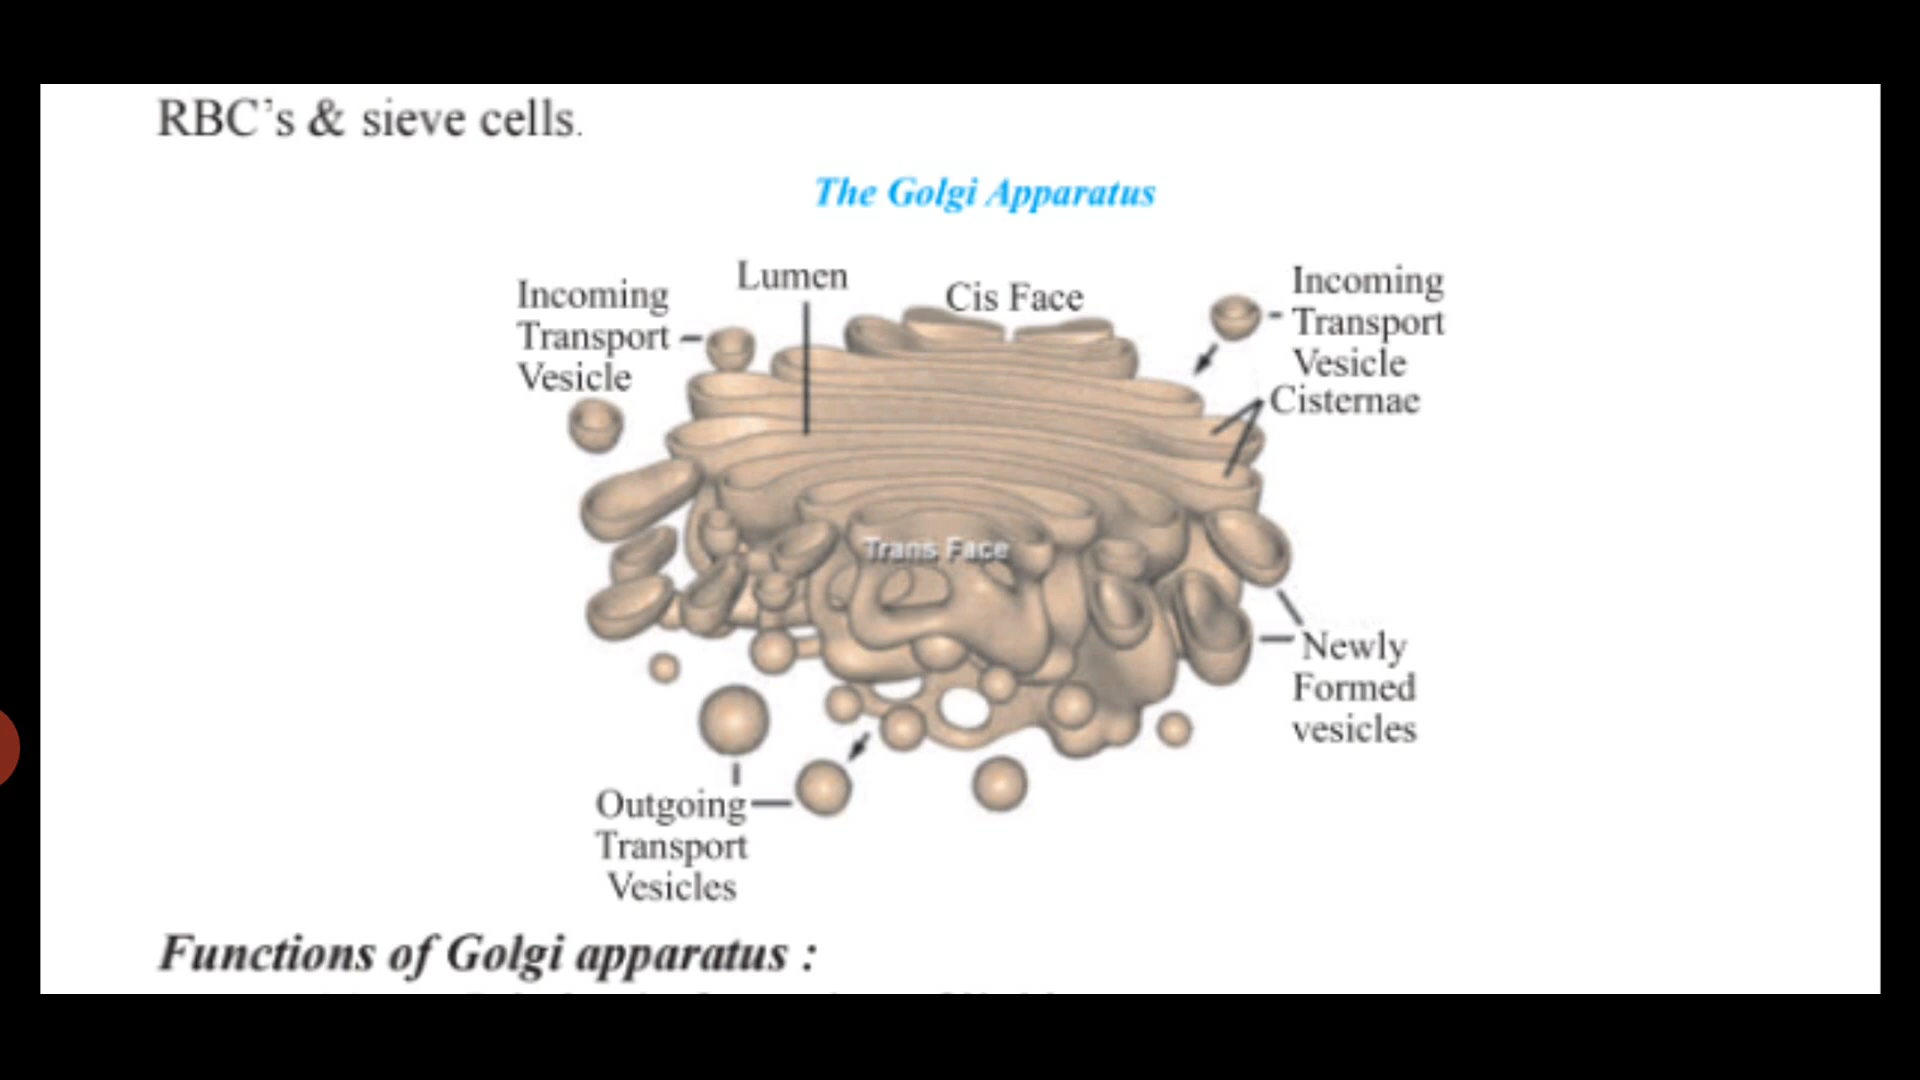 RBC's & sieve cells.
The Golgi Apparatus
Incoming
Transport
Vesicle
Lumen
Cis Face
Incoming
Transport
Vesicle
Cisternae
Trans Face
Newly
Formed
vesicles
Outgoing
Transport
Vesicles
Functions of Golgi apparatus :